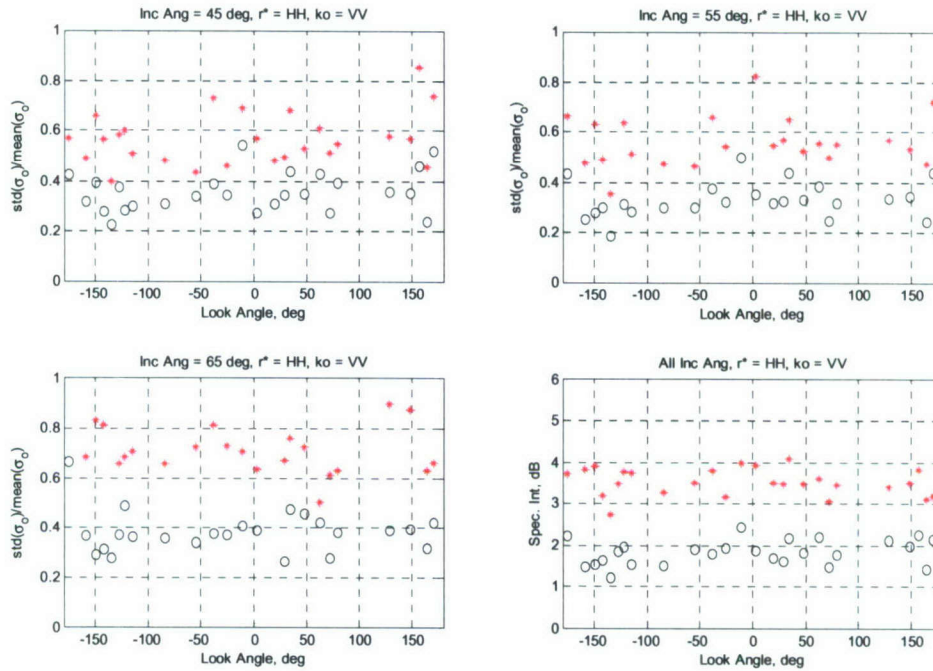 Inc Ang = 45 deg, r* = HH, ko = VV
1
0.8
0.6
0.4
0.2
0
std(σo)/mean(σo)
-150 -100 -50 0 50 100 150
Look Angle, deg
Inc Ang = 55 deg, r* = HH, ko = VV
1
0.8
0.6
0.4
0.2
0
std(σo)/mean(σo)
-150 -100 -50 0 50 100 150
Look Angle, deg
Inc Ang = 65 deg, r* = HH, ko = VV
1
0.8
0.6
0.4
0.2
0
std(σo)/mean(σo)
-150 -100 -50 0 50 100 150
Look Angle, deg
All Inc Ang, r* = HH, ko = VV
6
5
4
3
2
1
0
Spec. Int, dB
-150 -100 -50 0 50 100 150
Look Angle, deg